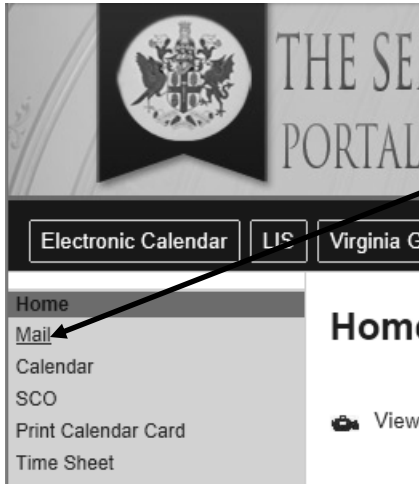 THE SE
PORTAL
Electronic Calendar LIS Virginia G
Home
Mail
Calendar
SCO
Print Calendar Card
Time Sheet
Home
View